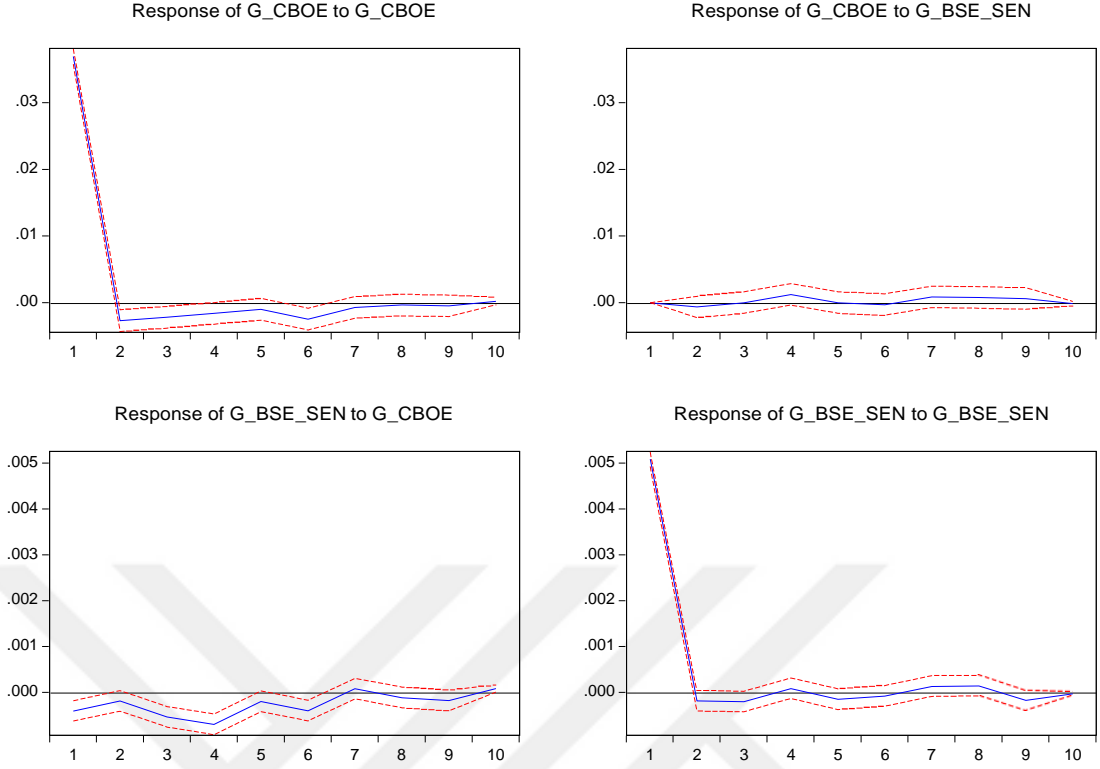 Response of G_CBOE to G_CBOE
.03
.02
.01
.00
1 2 3 4 5 6 7 8 9 10
Response of G_CBOE to G_BSE_SEN
.03
.02
.01
.00
1 2 3 4 5 6 7 8 9 10
Response of G_BSE_SEN to G_CBOE
.005
.004
.003
.002
.001
.000
1 2 3 4 5 6 7 8 9 10
Response of G_BSE_SEN to G_BSE_SEN
.005
.004
.003
.002
.001
.000
1 2 3 4 5 6 7 8 9 10